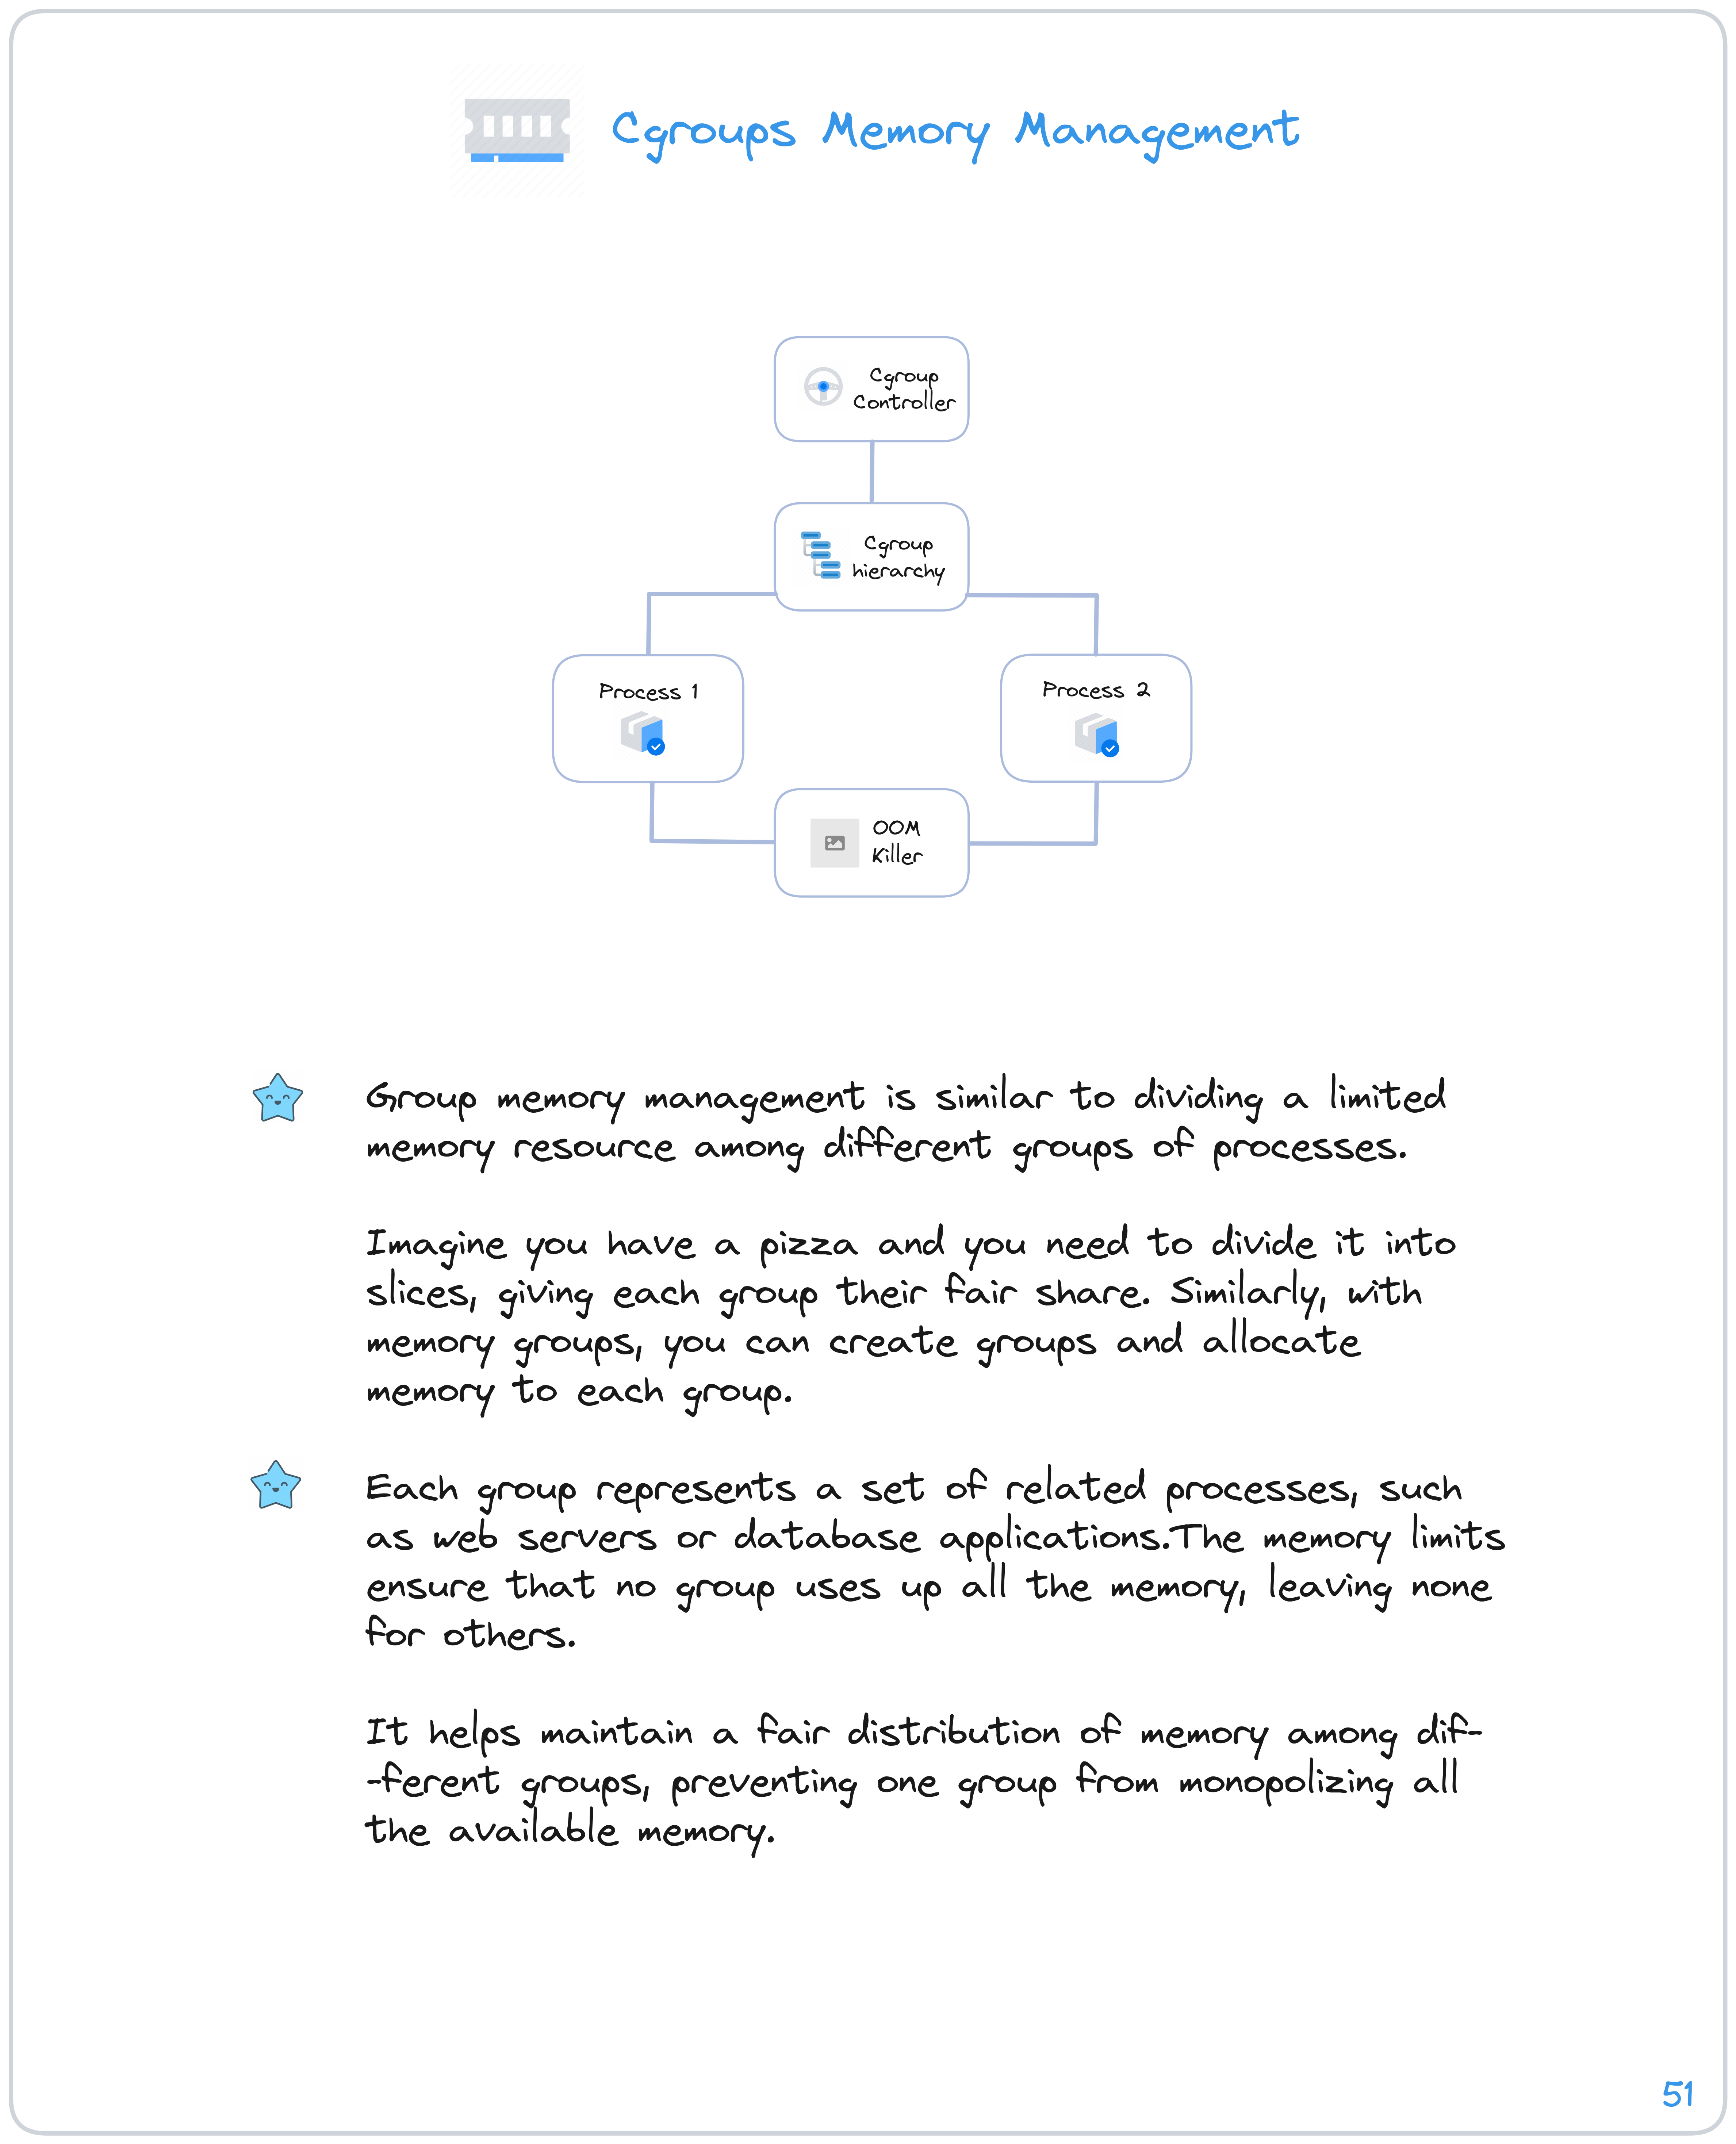 Cgroups Memory Management
Cgroup
Controller
Cgroup
hierarchy
Process 1
Process 2
OOM
Killer
Group memory management is similar to dividing a limited
memory resource among different groups of processes.
Imagine you have a pizza and you need to divide it into
slices, giving each group their fair share. Similarly, with
memory groups, you can create groups and allocate
memory to each group.
Each group represents a set of related processes, such
as web servers or database applications.The memory limits
ensure that no group uses up all the memory, leaving none
for others.
It helps maintain a fair distribution of memory among dif-
-ferent groups, preventing one group from monopolizing all
the available memory.
51